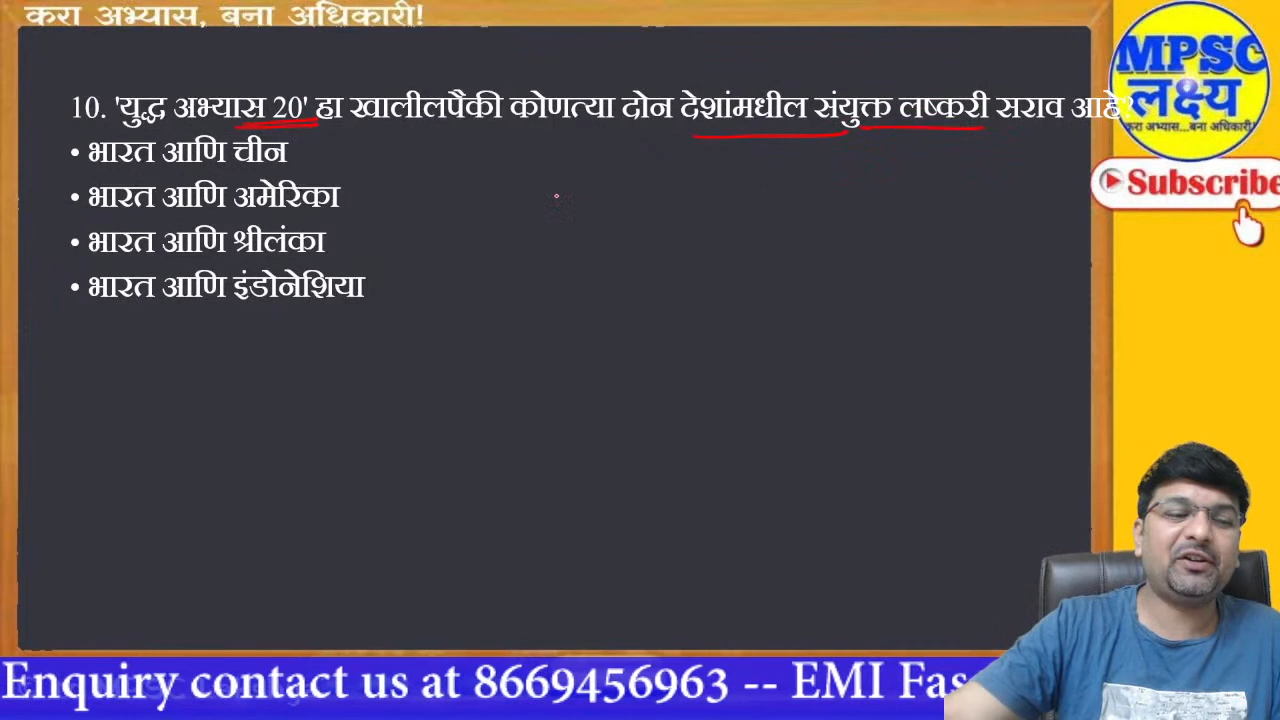 करा अभ्यास, बना अधिकारी!
10. 'युद्ध अभ्यास 20' हा खालीलपैकी कोणत्या दोन देशांमधील संयुक्त लष्करी सराव आहे?
• भारत आणि चीन
• भारत आणि अमेरिका
• भारत आणि श्रीलंका
• भारत आणि इंडोनेशिया
MPSC
लक्ष्य
करा अभ्यास...बना अधिकारी!
Subscribe
Enquiry contact us at 8669456963 -- EMI Fas